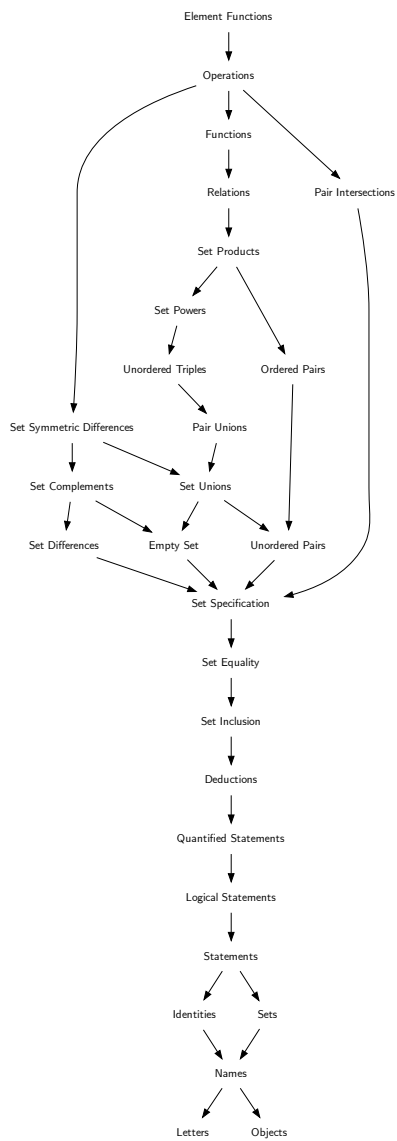 Element Functions
Operations
Functions
Relations
Pair Intersections
Set Products
Set Powers
Unordered Triples
Ordered Pairs
Set Symmetric Differences
Pair Unions
Set Complements
Set Unions
Set Differences
Empty Set
Unordered Pairs
Set Specification
Set Equality
Set Inclusion
Deductions
Quantified Statements
Logical Statements
Statements
Identities
Sets
Names
Letters
Objects